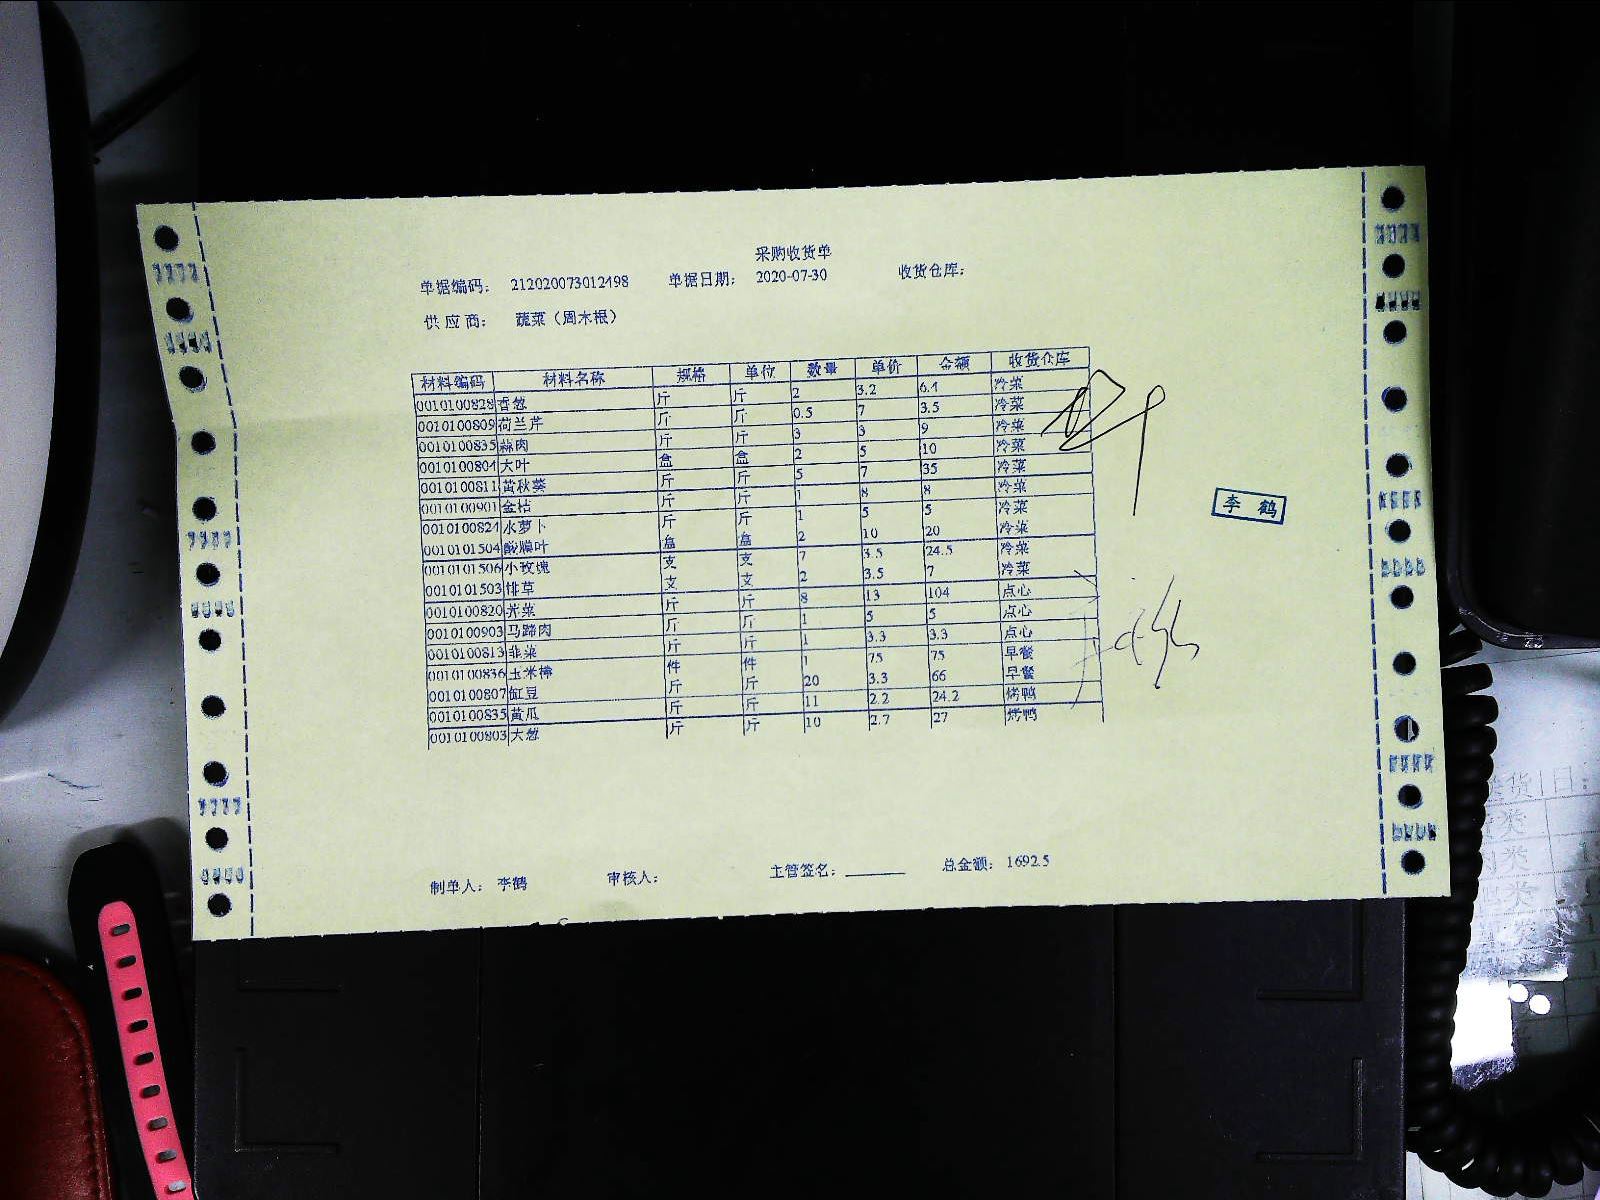 采购收货单
单据编码： 212020073012498 单据日期： 2020-07-30 收货仓库：
供应商： 蔬菜（周木根）
材料编码 材料名称 规格 单位 数量 单价 金额 收货仓库
0010100828 香葱 斤 斤 2 3.2 6.4 冷菜
0010100809 荷兰芹 斤 斤 0.5 7 3.5 冷菜
0010100835 蒜肉 斤 斤 3 3 9 冷菜
0010100804 大叶 盒 盒 2 5 10 冷菜
0010100811 黄秋葵 斤 斤 5 7 35 冷菜
0010100901 金桔 斤 斤 1 8 8 冷菜
0010100824 水萝卜 斤 斤 1 5 5 冷菜
0010101504 酸膜叶 盒 盒 2 10 20 冷菜
0010101506 小玫瑰 支 支 7 3.5 24.5 冷菜
0010101503 排草 支 支 2 3.5 7 冷菜
0010100820 芹菜 斤 斤 8 13 104 点心
0010100903 马蹄肉 斤 斤 1 5 5 点心
0010100813 韭菜 斤 斤 1 3.3 3.3 点心
0010100836 玉米棒 件 件 1 75 75 早餐
0010100807 缸豆 斤 斤 20 3.3 66 早餐
0010100835 黄瓜 斤 斤 11 2.2 24.2 烤鸭
0010100803 大葱 斤 斤 10 2.7 27 烤鸭
李 鹤
制单人： 李鹤 审核人： 主管签名： 总金额： 1692.5